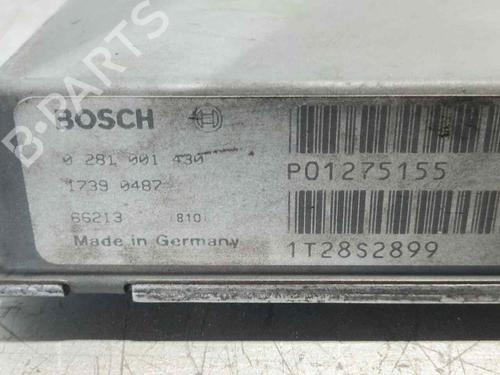 BOSCH
0 281 001 430
P01275155
1739 0487
66213 810
Made in Germany
1T28S2899
B-PARTS